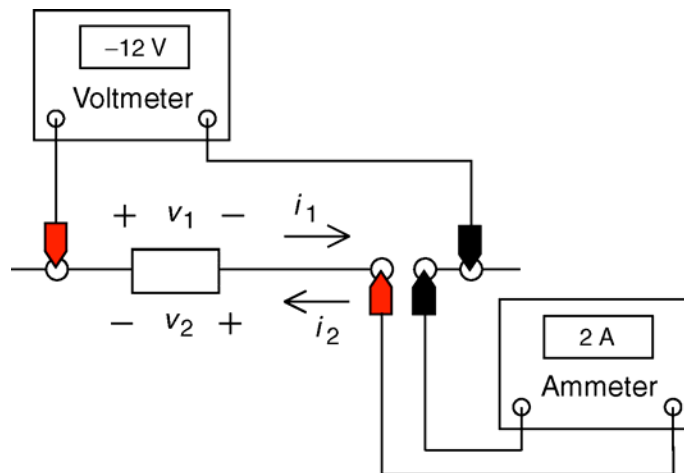 –12 V
Voltmeter
+ v₁ – i₁
– v₂ + i₂
2 A
Ammeter